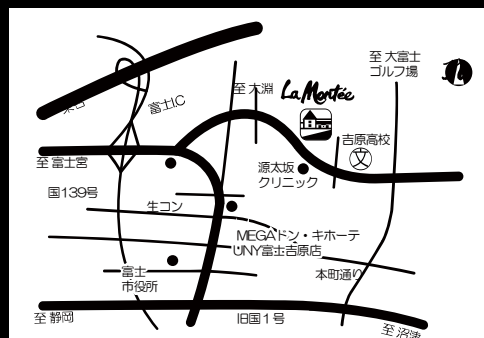 至 大富士
ゴルフ場
富士IC
至 大淵
La Montée
吉原高校
文
至 富士宮
源太坂
クリニック
国139号
生コン
MEGAドン・キホーテ
UNY富士吉原店
富士
市役所
本町通り
至 静岡
旧国1号
至 沼津